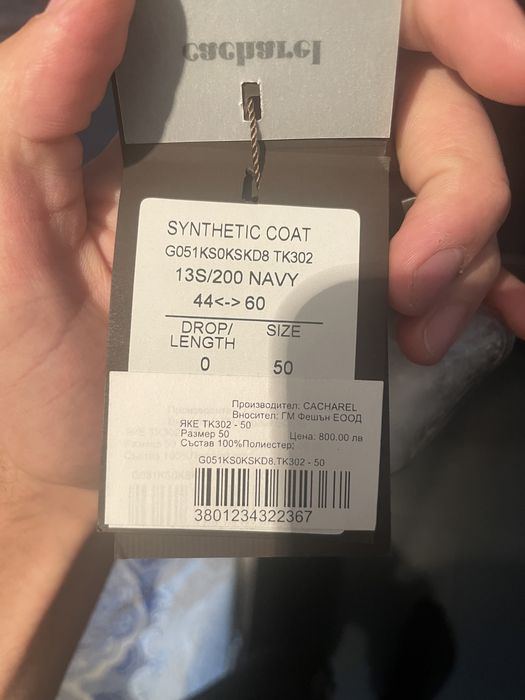 cacharel
SYNTHETIC COAT
G051KS0KSKD8 TK302
13S/200 NAVY
44<-> 60
DROP/ LENGTH SIZE
0 50
Производител: CACHAREL
Вносител: ГМ Фешън ЕООД
ЯКЕ TK302 - 50
Размер 50 Цена: 800.00 лв
Състав 100%Полиестер;
G051KS0KSKD8.TK302 - 50
3801234322367